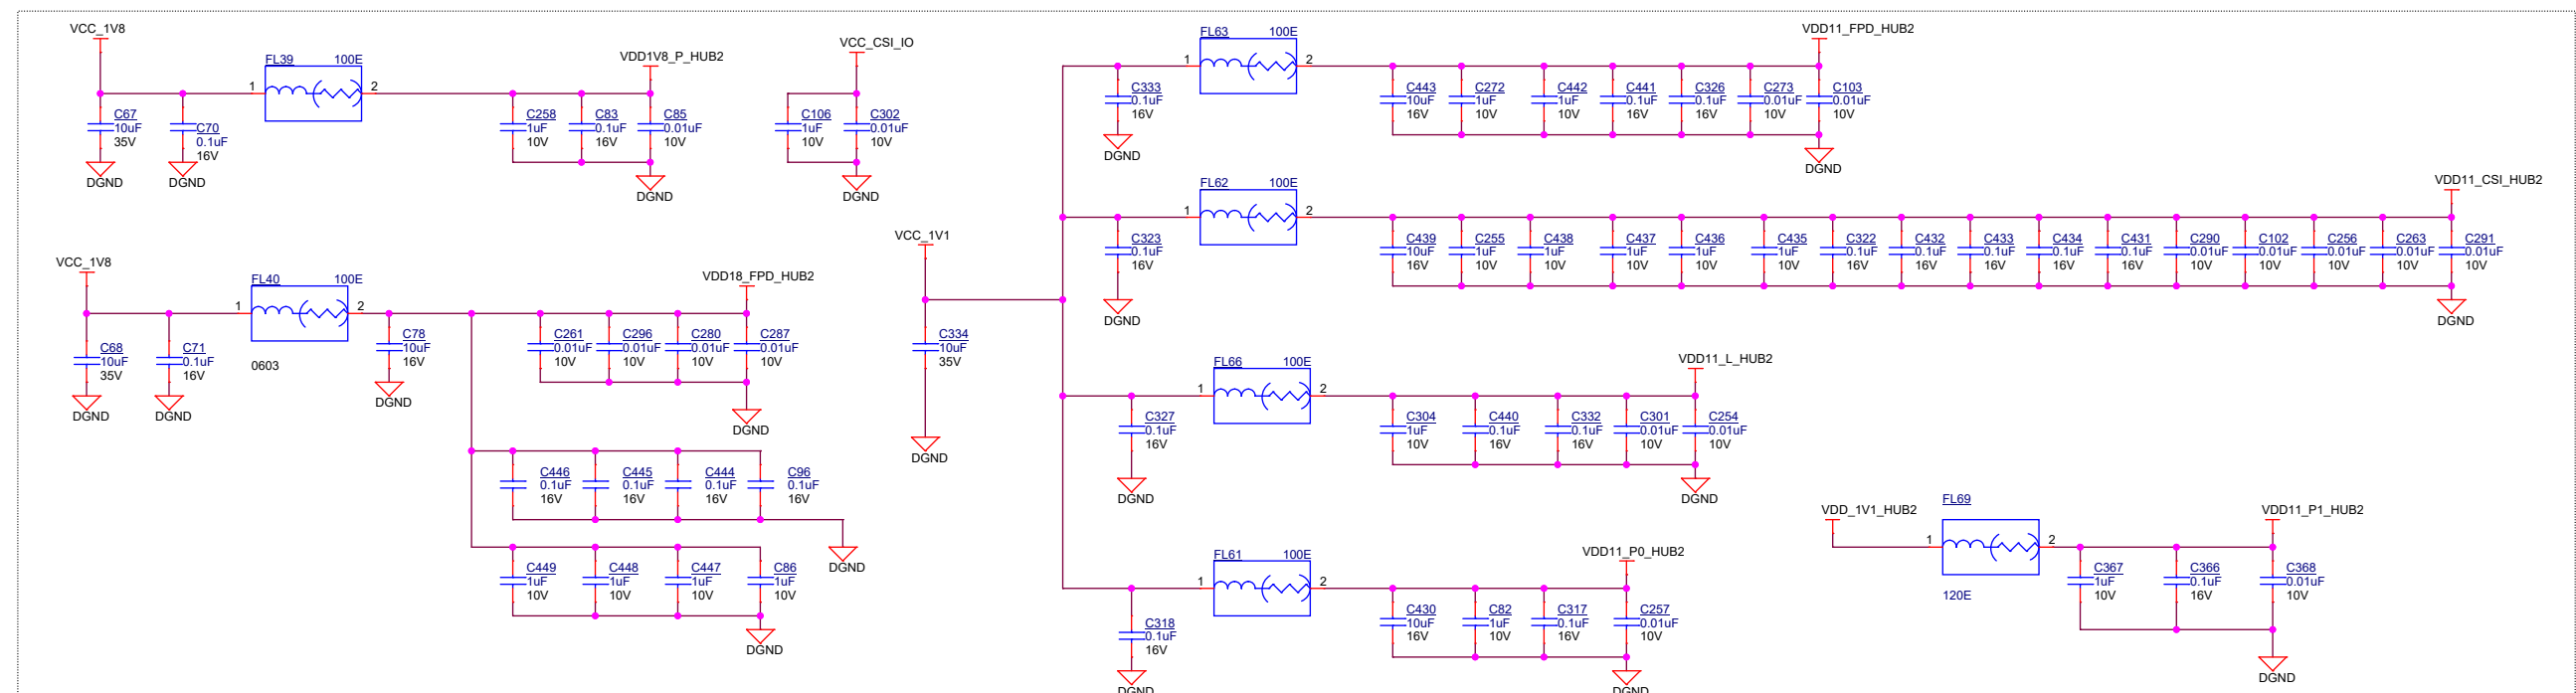 VCC_1V8
FL39 100E
VDD1V8_P_HUB2
1 2
C67
10uF
35V
DGND
C70
0.1uF
16V
DGND
C258
1uF
10V
C83
0.1uF
16V
C85
0.01uF
10V
DGND
VCC_CSI_IO
C106
1uF
10V
C302
0.01uF
10V
DGND
VCC_1V8
FL40 100E
VDD18_FPD_HUB2
1 2
0603
C68
10uF
35V
DGND
C71
0.1uF
16V
DGND
C78
10uF
16V
DGND
C261
0.01uF
10V
C296
0.01uF
10V
C280
0.01uF
10V
C287
0.01uF
10V
DGND
C446
0.1uF
16V
C445
0.1uF
16V
C444
0.1uF
16V
C96
0.1uF
16V
DGND
C449
1uF
10V
C448
1uF
10V
C447
1uF
10V
C86
1uF
10V
DGND
VCC_1V1
C334
10uF
35V
DGND
FL63 100E
VDD11_FPD_HUB2
1 2
C333
0.1uF
16V
DGND
C443
10uF
16V
C272
1uF
10V
C442
1uF
10V
C441
0.1uF
16V
C326
0.1uF
16V
C273
0.01uF
10V
C103
0.01uF
10V
DGND
FL62 100E
VDD11_CSI_HUB2
1 2
C323
0.1uF
16V
DGND
C439
10uF
16V
C255
1uF
10V
C438
1uF
10V
C437
1uF
10V
C436
1uF
10V
C435
1uF
10V
C322
0.1uF
16V
C432
0.1uF
16V
C433
0.1uF
16V
C434
0.1uF
16V
C431
0.1uF
16V
C290
0.01uF
10V
C102
0.01uF
10V
C256
0.01uF
10V
C263
0.01uF
10V
C291
0.01uF
10V
DGND
FL66 100E
VDD11_L_HUB2
1 2
C327
0.1uF
16V
DGND
C304
1uF
10V
C440
0.1uF
16V
C332
0.1uF
16V
C301
0.01uF
10V
C254
0.01uF
10V
DGND
FL61 100E
VDD11_P0_HUB2
1 2
C318
0.1uF
16V
DGND
C430
10uF
16V
C82
1uF
10V
C317
0.1uF
16V
C257
0.01uF
10V
DGND
VDD_1V1_HUB2
FL69
VDD11_P1_HUB2
1 2
120E
C367
1uF
10V
C366
0.1uF
16V
C368
0.01uF
10V
DGND